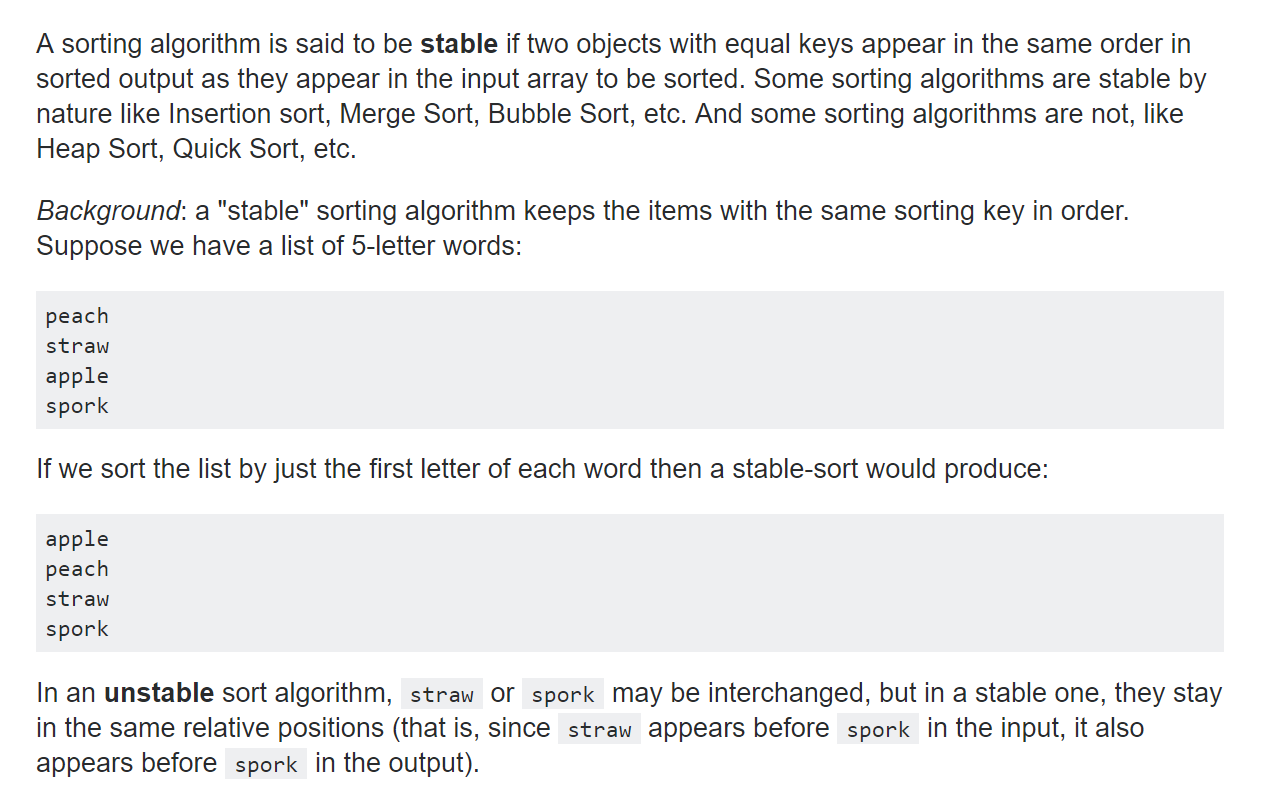 A sorting algorithm is said to be stable if two objects with equal keys appear in the same order in
sorted output as they appear in the input array to be sorted. Some sorting algorithms are stable by
nature like Insertion sort, Merge Sort, Bubble Sort, etc. And some sorting algorithms are not, like
Heap Sort, Quick Sort, etc.
Background: a "stable" sorting algorithm keeps the items with the same sorting key in order.
Suppose we have a list of 5-letter words:
peach
straw
apple
spork
If we sort the list by just the first letter of each word then a stable-sort would produce:
apple
peach
straw
spork
In an unstable sort algorithm, straw or spork may be interchanged, but in a stable one, they stay
in the same relative positions (that is, since straw appears before spork in the input, it also
appears before spork in the output).